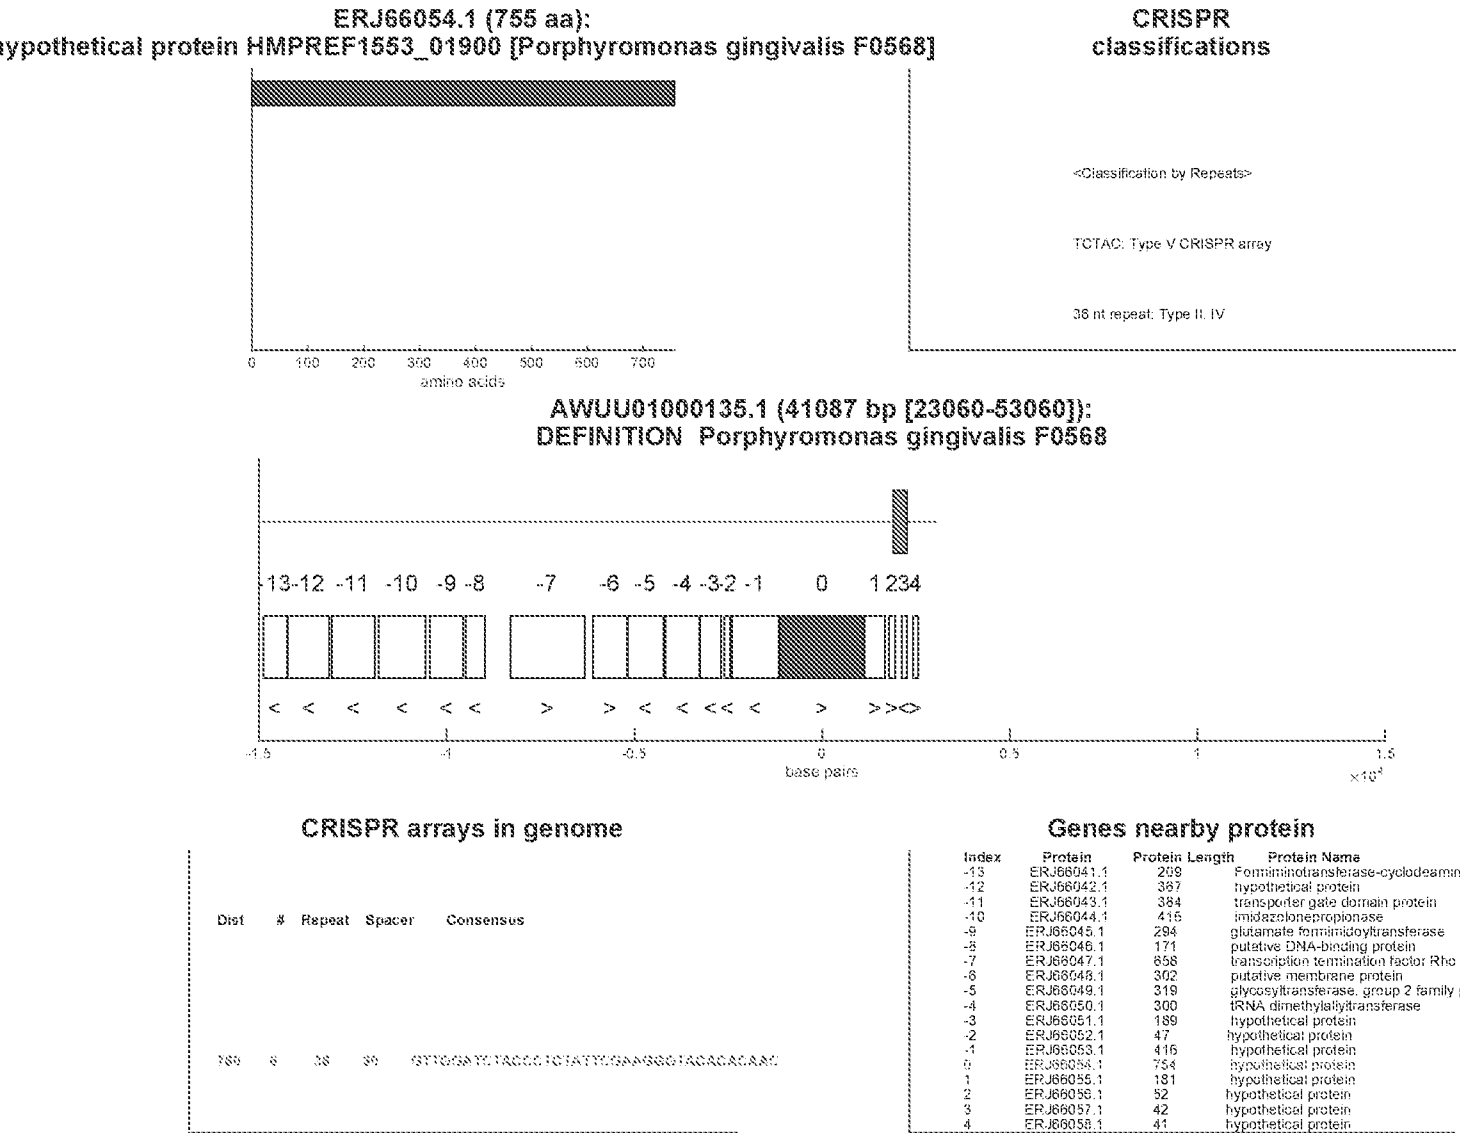 ERJ66054.1 (755 aa):
hypothetical protein HMPREF1553_01900 [Porphyromonas gingivalis F0568]
CRISPR
classifications
<Classification by Repeats>
TCTAC: Type V CRISPR array
36 nt repeat: Type II, IV
0 100 200 300 400 500 600 700
amino acids
AWUU01000135.1 (41087 bp [23060-53060]):
DEFINITION Porphyromonas gingivalis F0568
-13 -12 -11 -10 -9 -8 -7 -6 -5 -4 -3 -2 -1 0 1 2 3 4
< < < < < < > > < < < < < > > > < >
-1.5 -1 -0.5 0 0.5 1 1.5
base pairs
×10⁴
CRISPR arrays in genome
Dist # Repeat Spacer Consensus
36
Genes nearby protein
Index Protein Protein Length Protein Name
-13 ERJ66041.1 209 Formiminotransferase-cyclodeamin
-12 ERJ66042.1 367 hypothetical protein
-11 ERJ66043.1 384 transporter gate domain protein
-10 ERJ66044.1 415 imidazolonepropionase
-9 ERJ66045.1 294 glutamate formimidoyltransferase
-8 ERJ66046.1 171 putative DNA-binding protein
-7 ERJ66047.1 658 transcription termination factor Rho
-6 ERJ66048.1 302 putative membrane protein
-5 ERJ66049.1 319 glycosyltransferase, group 2 family
-4 ERJ66050.1 300 tRNA dimethylallyltransferase
-3 ERJ66051.1 189 hypothetical protein
-2 ERJ66052.1 47 hypothetical protein
-1 ERJ66053.1 416 hypothetical protein
0 ERJ66054.1 754 hypothetical protein
1 ERJ66055.1 181 hypothetical protein
2 ERJ66056.1 52 hypothetical protein
3 ERJ66057.1 42 hypothetical protein
4 ERJ66058.1 41 hypothetical protein